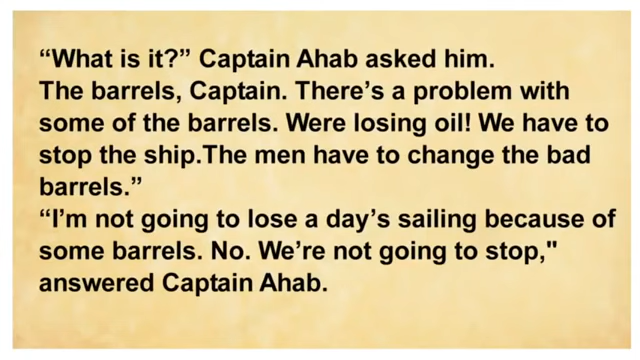 “What is it?” Captain Ahab asked him.
The barrels, Captain. There’s a problem with
some of the barrels. Were losing oil! We have to
stop the ship.The men have to change the bad
barrels.”
“I’m not going to lose a day’s sailing because of
some barrels. No. We’re not going to stop,"
answered Captain Ahab.